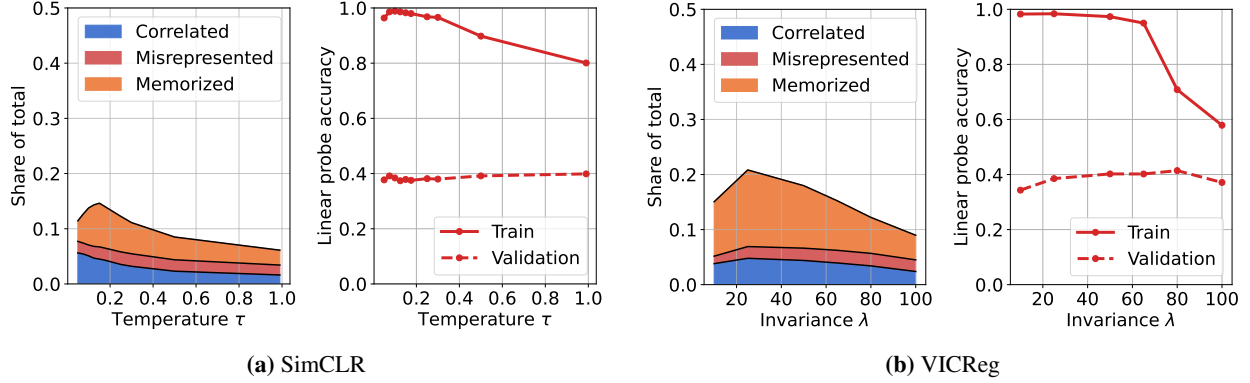 Share of total
0.5
0.4
0.3
0.2
0.1
0.0
Correlated
Misrepresented
Memorized
0.2 0.4 0.6 0.8 1.0
Temperature τ
Linear probe accuracy
1.0
0.8
0.6
0.4
0.2
0.0
Train
Validation
0.2 0.4 0.6 0.8 1.0
Temperature τ
(a) SimCLR
Share of total
0.5
0.4
0.3
0.2
0.1
0.0
Correlated
Misrepresented
Memorized
20 40 60 80 100
Invariance λ
Linear probe accuracy
1.0
0.8
0.6
0.4
0.2
0.0
Train
Validation
20 40 60 80 100
Invariance λ
(b) VICReg